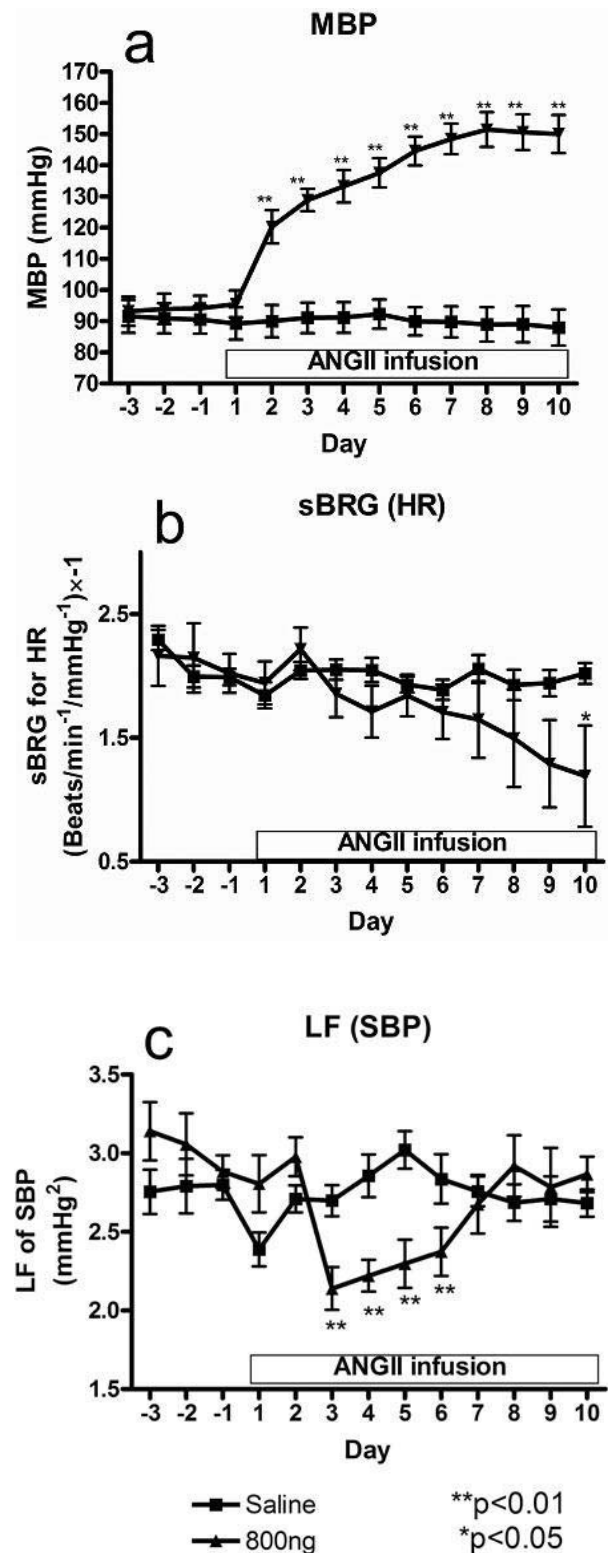 a
MBP
MBP (mmHg)
170
160
150
140
130
120
110
100
90
80
70
** ** ** ** ** ** ** ** ngữ
ANGII infusion
-3 -2 -1 1 2 3 4 5 6 7 8 9 10
Day
b
sBRG (HR)
sBRG for HR
(Beats/min⁻¹/mmHg⁻¹)×-1
2.5
1.5
0.5
*
ANGII infusion
-3 -2 -1 1 2 3 4 5 6 7 8 9 10
Day
c
LF (SBP)
LF of SBP
(mmHg²)
3.5
3.0
2.5
2.0
1.5
** ** ** **
ANGII infusion
-3 -2 -1 1 2 3 4 5 6 7 8 9 10
Day
Saline **p<0.01
800ng *p<0.05